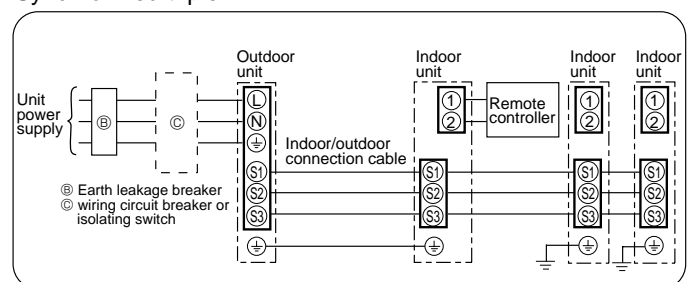 Outdoor unit
Indoor unit
Indoor unit
Indoor unit
Unit power supply
Ⓑ
Ⓒ
L
N
S1
S2
S3
Indoor/outdoor connection cable
1
2
Remote controller
S1
S2
S3
1
2
S1
S2
S3
1
2
S1
S2
S3
Ⓑ Earth leakage breaker
Ⓒ wiring circuit breaker or
isolating switch